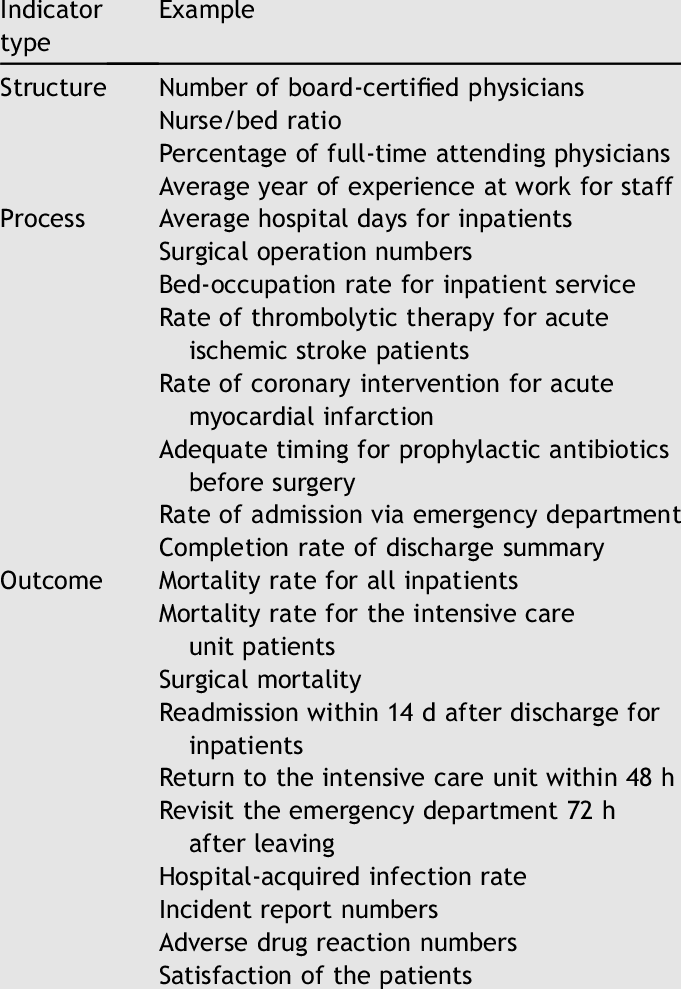 Indicator type Example
Structure Number of board-certified physicians
Nurse/bed ratio
Percentage of full-time attending physicians
Average year of experience at work for staff
Process Average hospital days for inpatients
Surgical operation numbers
Bed-occupation rate for inpatient service
Rate of thrombolytic therapy for acute
ischemic stroke patients
Rate of coronary intervention for acute
myocardial infarction
Adequate timing for prophylactic antibiotics
before surgery
Rate of admission via emergency department
Completion rate of discharge summary
Outcome Mortality rate for all inpatients
Mortality rate for the intensive care
unit patients
Surgical mortality
Readmission within 14 d after discharge for
inpatients
Return to the intensive care unit within 48 h
Revisit the emergency department 72 h
after leaving
Hospital-acquired infection rate
Incident report numbers
Adverse drug reaction numbers
Satisfaction of the patients